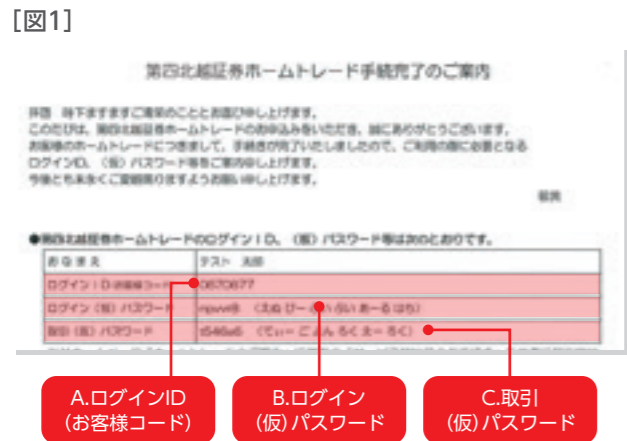 [図1]
第四北越証券ホームトレード手続完了のご案内
拝啓 時下ますますご清栄のこととお喜び申し上げます。
このたびは、第四北越証券ホームトレードのお申込みをいただき、誠にありがとうございます。
お客様のホームトレードにつきまして、手続きが完了いたしましたので、ご利用の際に必要となる
ログインID、(仮)パスワード等をご案内申し上げます。
今後とも末永くご愛顧賜りますようお願い申し上げます。
敬具
●第四北越証券ホームトレードのログインID、(仮)パスワード等は次のとおりです。
おなまえ テスト 太郎
ログインID(お客様コード) 0670677
ログイン(仮)パスワード
取引(仮)パスワード
A.ログインID
(お客様コード)
B.ログイン
(仮)パスワード
C.取引
(仮)パスワード